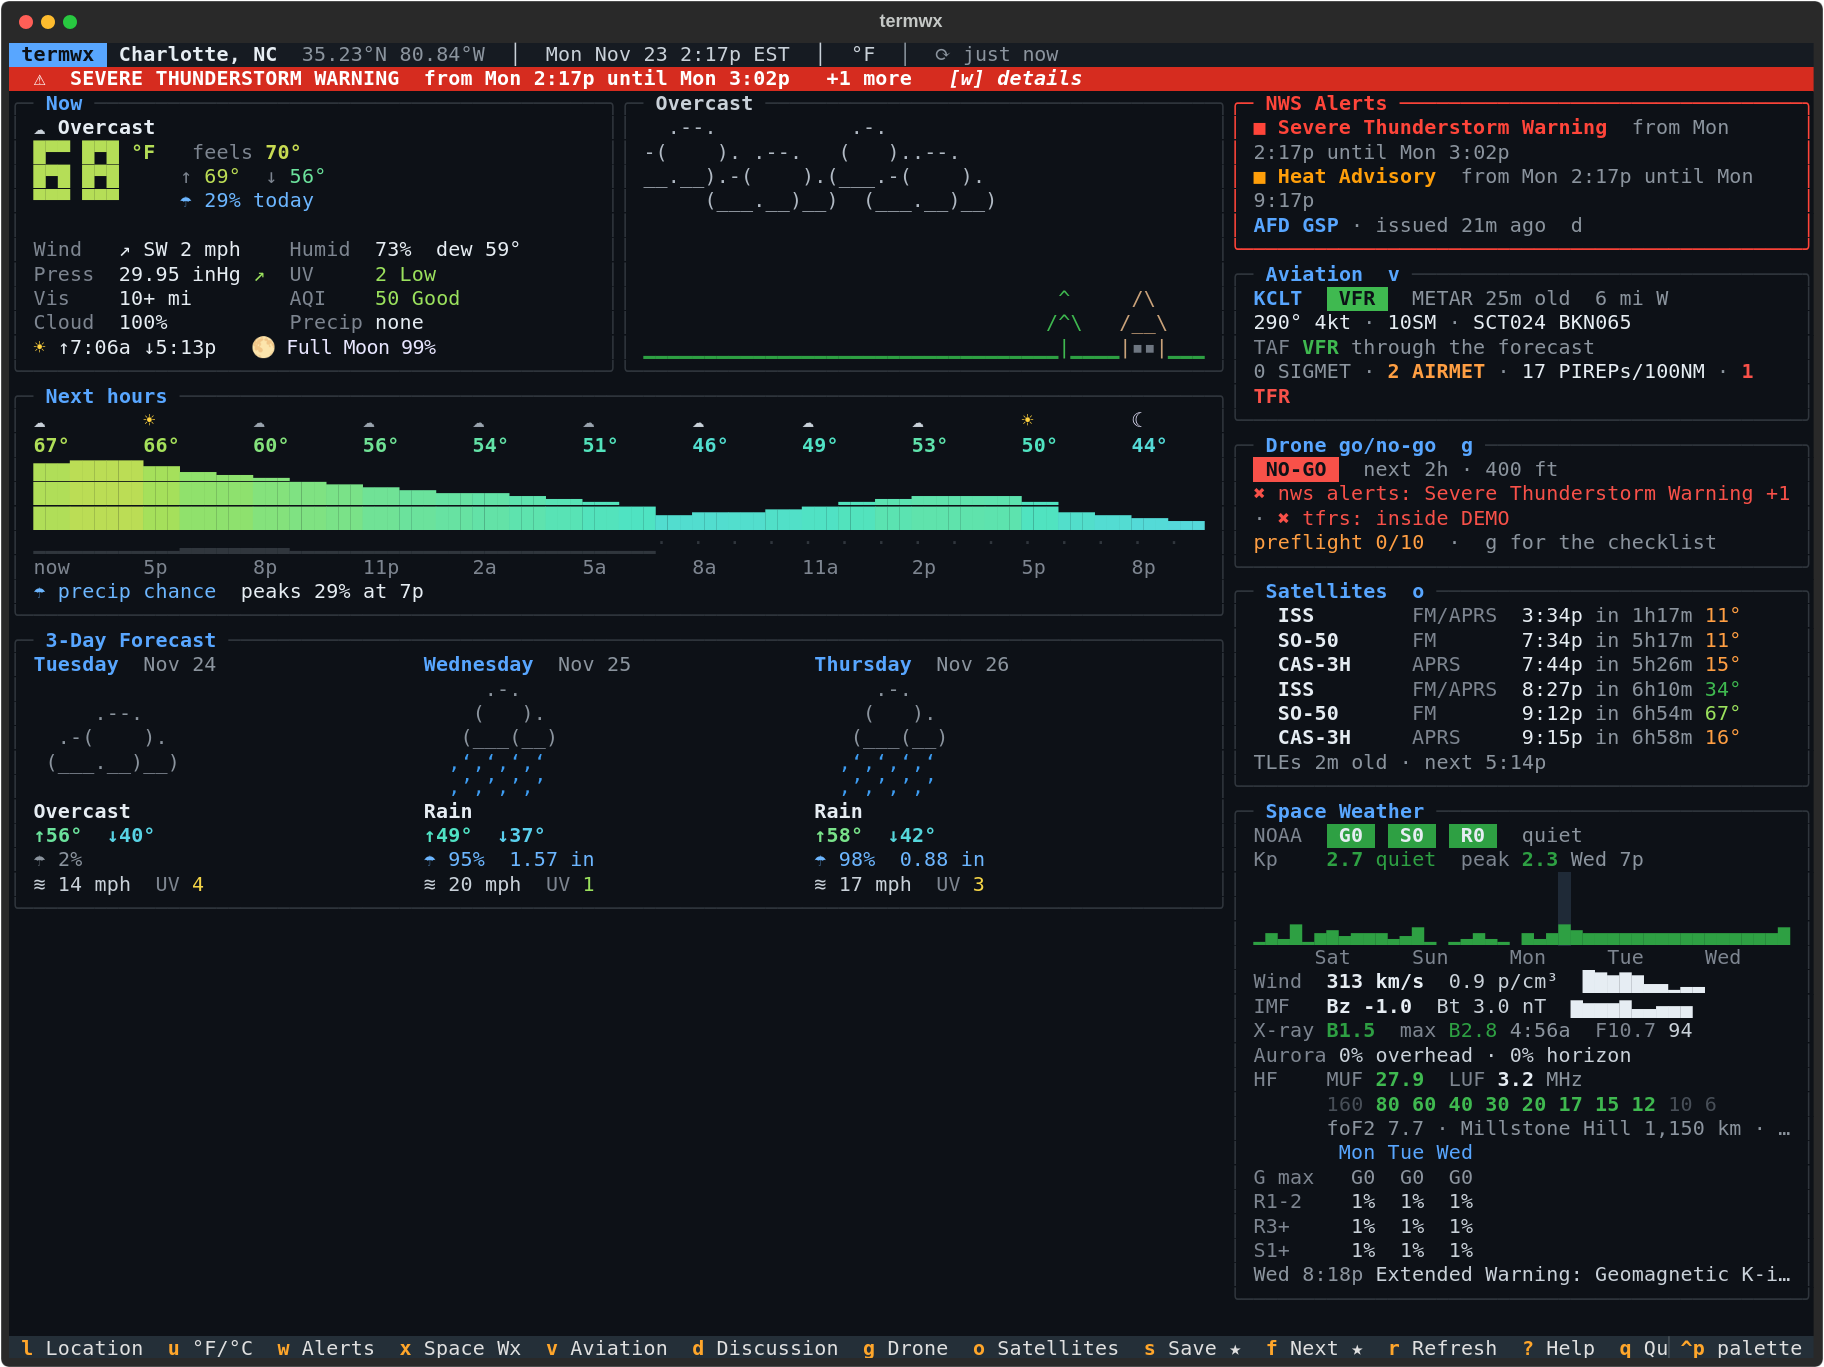 termwx
termwx Charlotte, NC 35.23°N 80.84°W │ Mon Nov 23 2:17p EST │ °F │ ⟳ just now
⚠ SEVERE THUNDERSTORM WARNING from Mon 2:17p until Mon 3:02p +1 more [w] details
Now
☁ Overcast
68 °F feels 70°
↑ 69° ↓ 56°
☂ 29% today
Wind ↗ SW 2 mph Humid 73% dew 59°
Press 29.95 inHg ↗ UV 2 Low
Vis 10+ mi AQI 50 Good
Cloud 100% Precip none
☀ ↑7:06a ↓5:13p 🌕 Full Moon 99%
Overcast
Next hours
67° 66° 60° 56° 54° 51° 46° 49° 53° 50° 44°
now 5p 8p 11p 2a 5a 8a 11a 2p 5p 8p
☂ precip chance peaks 29% at 7p
3-Day Forecast
Tuesday Nov 24 Wednesday Nov 25 Thursday Nov 26
Overcast Rain Rain
↑56° ↓40° ↑49° ↓37° ↑58° ↓42°
☂ 2% ☂ 95% 1.57 in ☂ 98% 0.88 in
≋ 14 mph UV 4 ≋ 20 mph UV 1 ≋ 17 mph UV 3
NWS Alerts
■ Severe Thunderstorm Warning from Mon
2:17p until Mon 3:02p
■ Heat Advisory from Mon 2:17p until Mon
9:17p
AFD GSP · issued 21m ago d
Aviation v
KCLT VFR METAR 25m old 6 mi W
290° 4kt · 10SM · SCT024 BKN065
TAF VFR through the forecast
0 SIGMET · 2 AIRMET · 17 PIREPs/100NM · 1
TFR
Drone go/no-go g
NO-GO next 2h · 400 ft
✖ nws alerts: Severe Thunderstorm Warning +1
· ✖ tfrs: inside DEMO
preflight 0/10 · g for the checklist
Satellites o
ISS FM/APRS 3:34p in 1h17m 11°
SO-50 FM 7:34p in 5h17m 11°
CAS-3H APRS 7:44p in 5h26m 15°
ISS FM/APRS 8:27p in 6h10m 34°
SO-50 FM 9:12p in 6h54m 67°
CAS-3H APRS 9:15p in 6h58m 16°
TLEs 2m old · next 5:14p
Space Weather
NOAA G0 S0 R0 quiet
Kp 2.7 quiet peak 2.3 Wed 7p
Sat Sun Mon Tue Wed
Wind 313 km/s 0.9 p/cm³
IMF Bz -1.0 Bt 3.0 nT
X-ray B1.5 max B2.8 4:56a F10.7 94
Aurora 0% overhead · 0% horizon
HF MUF 27.9 LUF 3.2 MHz
160 80 60 40 30 20 17 15 12 10 6
foF2 7.7 · Millstone Hill 1,150 km · …
Mon Tue Wed
G max G0 G0 G0
R1-2 1% 1% 1%
R3+ 1% 1% 1%
S1+ 1% 1% 1%
Wed 8:18p Extended Warning: Geomagnetic K-i…
l Location u °F/°C w Alerts x Space Wx v Aviation d Discussion g Drone o Satellites s Save ★ f Next ★ r Refresh ? Help q Qu ^p palette